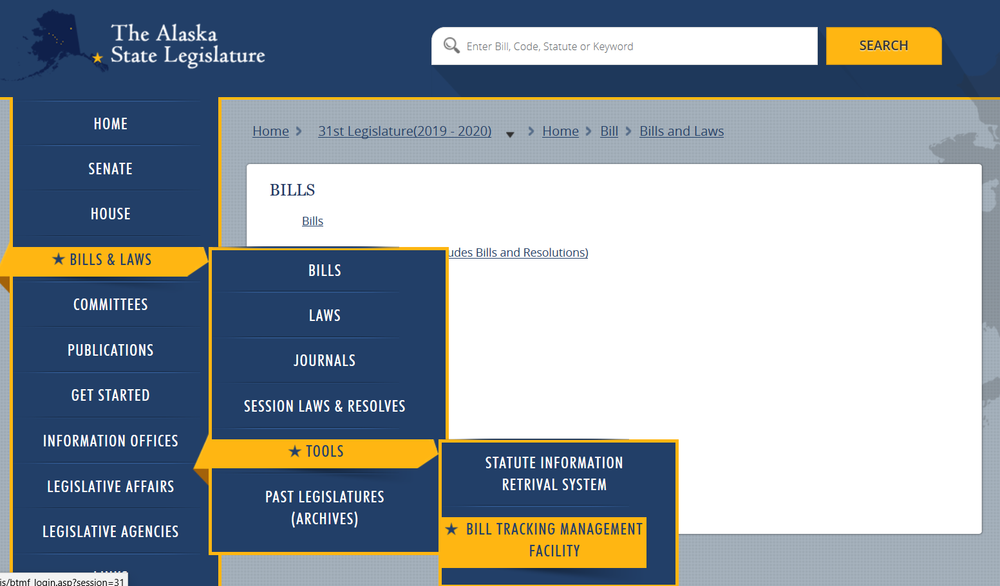 The Alaska
State Legislature
Enter Bill, Code, Statute or Keyword
SEARCH
HOME
SENATE
HOUSE
BILLS & LAWS
COMMITTEES
PUBLICATIONS
GET STARTED
INFORMATION OFFICES
LEGISLATIVE AFFAIRS
LEGISLATIVE AGENCIES
LINKS
Home
31st Legislature(2019 - 2020)
Home
Bill
Bills and Laws
BILLS
Bills
udes Bills and Resolutions)
BILLS
LAWS
JOURNALS
SESSION LAWS & RESOLVES
TOOLS
PAST LEGISLATURES
(ARCHIVES)
STATUTE INFORMATION
RETRIVAL SYSTEM
BILL TRACKING MANAGEMENT
FACILITY
is/btmf_login.asp?session=31